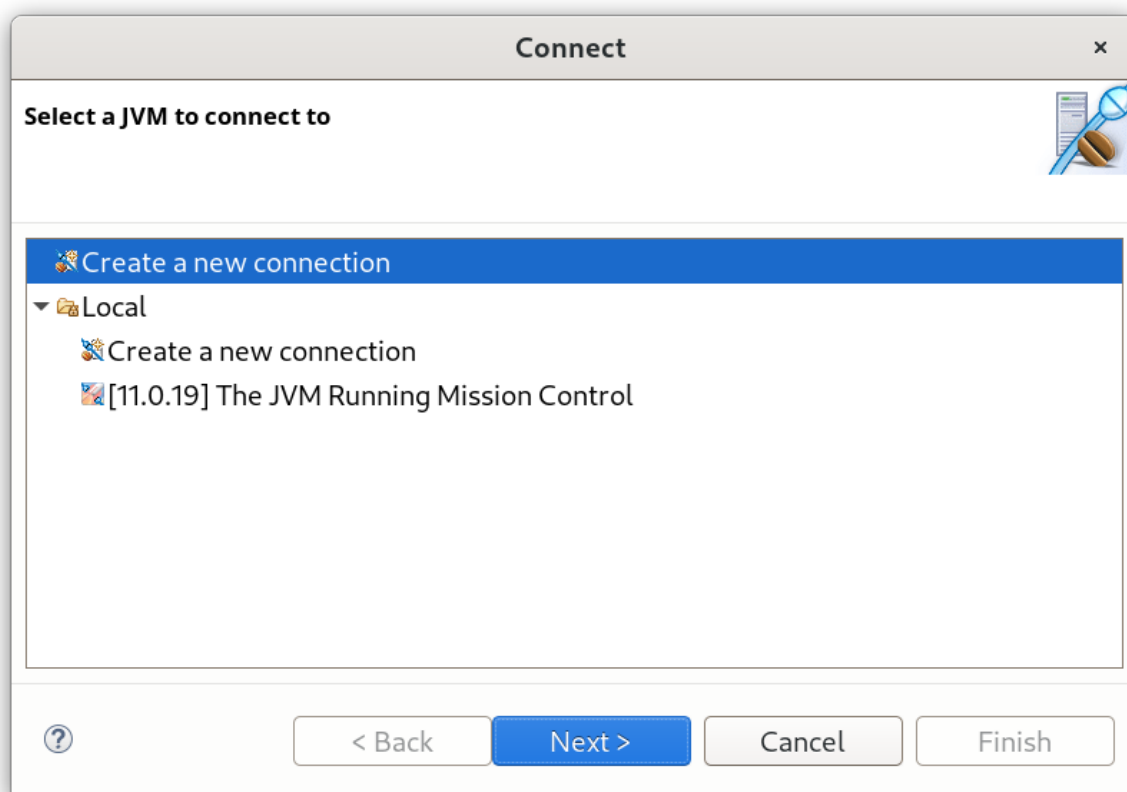 Connect
Select a JVM to connect to
Create a new connection
Local
Create a new connection
[11.0.19] The JVM Running Mission Control
< Back Next > Cancel Finish